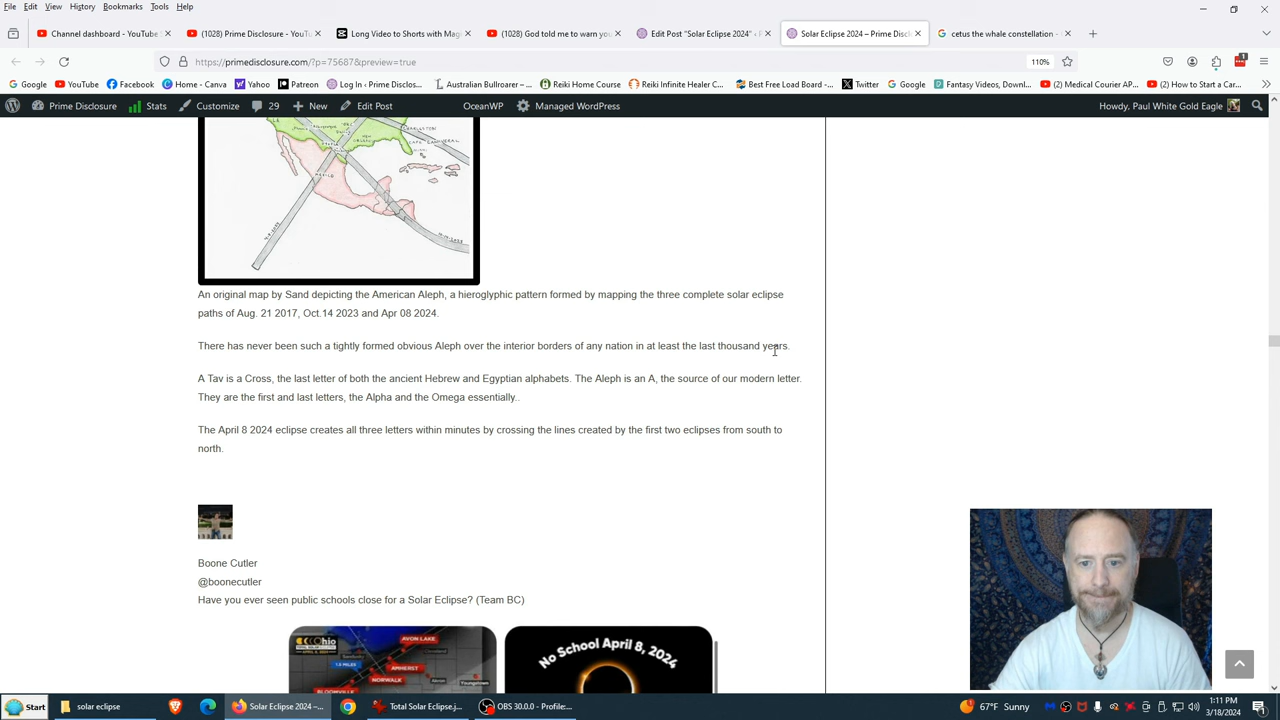 File Edit View History Bookmarks Tools Help
Channel dashboard - YouTube
(1028) Prime Disclosure - YouTu
Long Video to Shorts with Mag
(1028) God told me to warn you
Edit Post "Solar Eclipse 2024" - P
Solar Eclipse 2024 – Prime Discl
cetus the whale constellation -
https://primedisclosure.com/?p=75687&preview=true
110%
Google YouTube Facebook Home - Canva Yahoo Patreon Log In ‹ Prime Disclos... Australian Bullroarer –... Reiki Home Course Reiki Infinite Healer C... Best Free Load Board -... Twitter Google Fantasy Videos, Downl... (2) Medical Courier AP... (2) How to Start a Car...
Prime Disclosure Stats Customize 29 New Edit Post OceanWP Managed WordPress Howdy, Paul White Gold Eagle
MEXICO
An original map by Sand depicting the American Aleph, a hieroglyphic pattern formed by mapping the three complete solar eclipse
paths of Aug. 21 2017, Oct.14 2023 and Apr 08 2024.
There has never been such a tightly formed obvious Aleph over the interior borders of any nation in at least the last thousand years.
A Tav is a Cross, the last letter of both the ancient Hebrew and Egyptian alphabets. The Aleph is an A, the source of our modern letter.
They are the first and last letters, the Alpha and the Omega essentially..
The April 8 2024 eclipse creates all three letters within minutes by crossing the lines created by the first two eclipses from south to
north.
Boone Cutler
@boonecutler
Have you ever seen public schools close for a Solar Eclipse? (Team BC)
Ohio
AVON LAKE
1.5 MILES
AMHERST
NORWALK
Youngstown
No School April 8, 2024
Start
solar eclipse
Solar Eclipse 2024 –...
Total Solar Eclipse.j...
OBS 30.0.0 - Profile:...
67°F Sunny
1:11 PM
3/18/2024